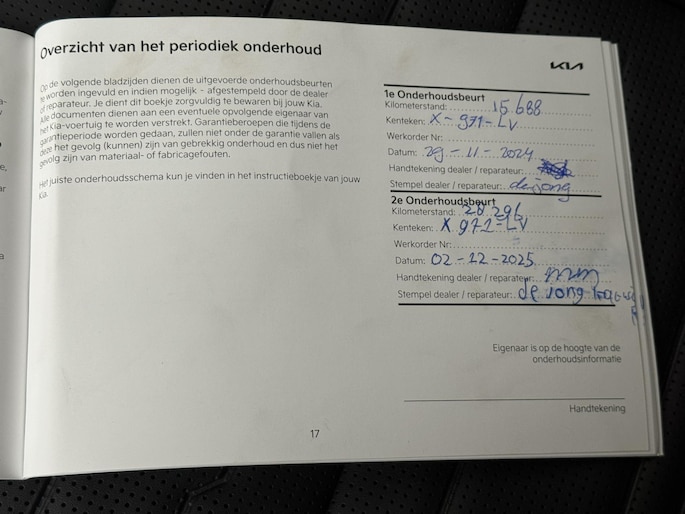 Overzicht van het periodiek onderhoud
Op de volgende bladzijden dienen de uitgevoerde onderhoudsbeurten
te worden ingevuld en indien mogelijk - afgestempeld door de dealer
of reparateur. Je dient dit boekje zorgvuldig te bewaren bij jouw Kia.
Alle documenten dienen aan een eventuele opvolgende eigenaar van
het Kia-voertuig te worden verstrekt. Garantieberoepen die tijdens de
garantieperiode worden gedaan, zullen niet onder de garantie vallen als
deze het gevolg (kunnen) zijn van gebrekkig onderhoud en dus niet het
gevolg zijn van materiaal- of fabricagefouten.
Het juiste onderhoudsschema kun je vinden in het instructieboekje van jouw
Kia.
KIA
1e Onderhoudsbeurt
Kilometerstand: 15.688
Kenteken: X-971-LV
Werkorder Nr:
Datum: 29-11-2024
Handtekening dealer / reparateur:
Stempel dealer / reparateur: de jong
2e Onderhoudsbeurt
Kilometerstand: 28 296
Kenteken: X 971-LV
Werkorder Nr:
Datum: 02-12-2025
Handtekening dealer / reparateur:
Stempel dealer / reparateur: de jong
Eigenaar is op de hoogte van de
onderhoudsinformatie
Handtekening
17